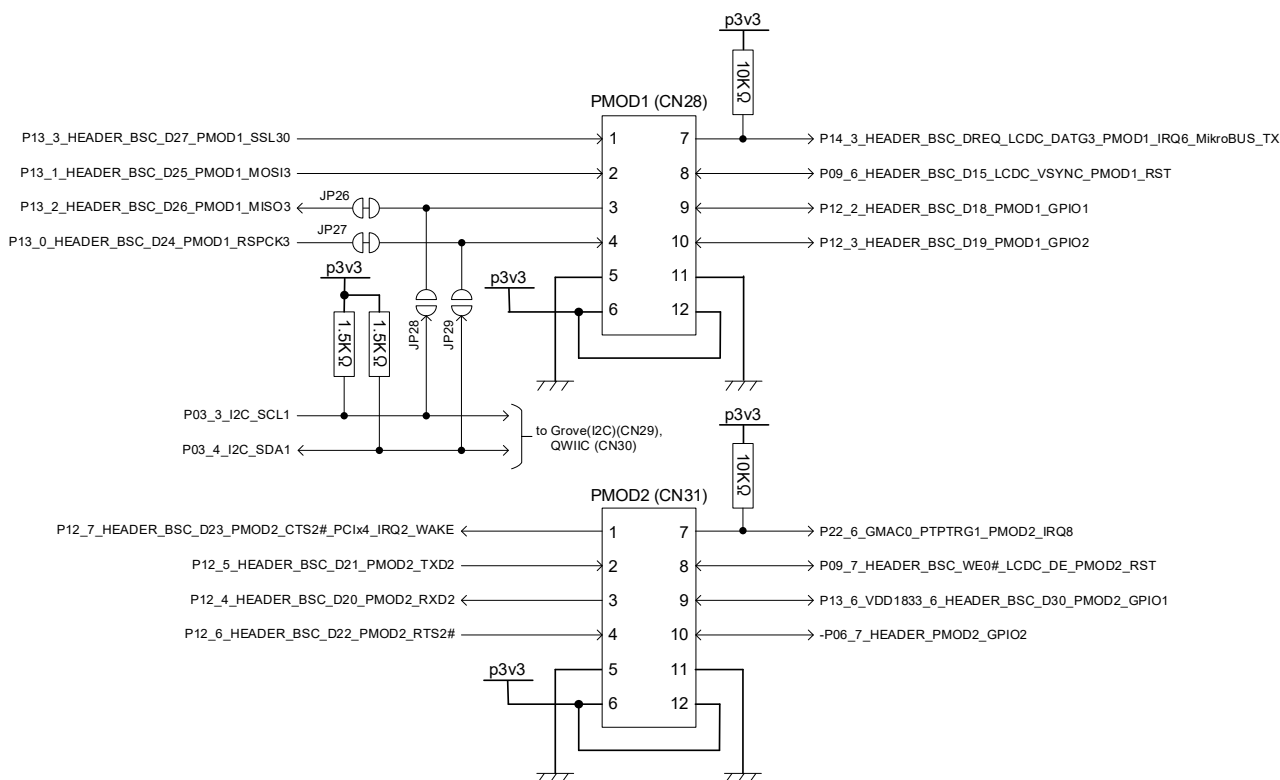 p3v3
10KΩ
PMOD1 (CN28)
P13_3_HEADER_BSC_D27_PMOD1_SSL30
1
7
P14_3_HEADER_BSC_DREQ_LCDC_DATG3_PMOD1_IRQ6_MikroBUS_TX
P13_1_HEADER_BSC_D25_PMOD1_MOSI3
2
8
P09_6_HEADER_BSC_D15_LCDC_VSYNC_PMOD1_RST
JP26
P13_2_HEADER_BSC_D26_PMOD1_MISO3
3
9
P12_2_HEADER_BSC_D18_PMOD1_GPIO1
JP27
P13_0_HEADER_BSC_D24_PMOD1_RSPCK3
4
10
P12_3_HEADER_BSC_D19_PMOD1_GPIO2
p3v3
p3v3
5
11
6
12
1.5KΩ
1.5KΩ
JP28
JP29
P03_3_I2C_SCL1
P03_4_I2C_SDA1
to Grove(I2C)(CN29),
QWIIC (CN30)
p3v3
10KΩ
PMOD2 (CN31)
P12_7_HEADER_BSC_D23_PMOD2_CTS2#_PCIx4_IRQ2_WAKE
1
7
P22_6_GMAC0_PTPTRG1_PMOD2_IRQ8
P12_5_HEADER_BSC_D21_PMOD2_TXD2
2
8
P09_7_HEADER_BSC_WE0#_LCDC_DE_PMOD2_RST
P12_4_HEADER_BSC_D20_PMOD2_RXD2
3
9
P13_6_VDD1833_6_HEADER_BSC_D30_PMOD2_GPIO1
P12_6_HEADER_BSC_D22_PMOD2_RTS2#
4
10
-P06_7_HEADER_PMOD2_GPIO2
p3v3
5
11
6
12